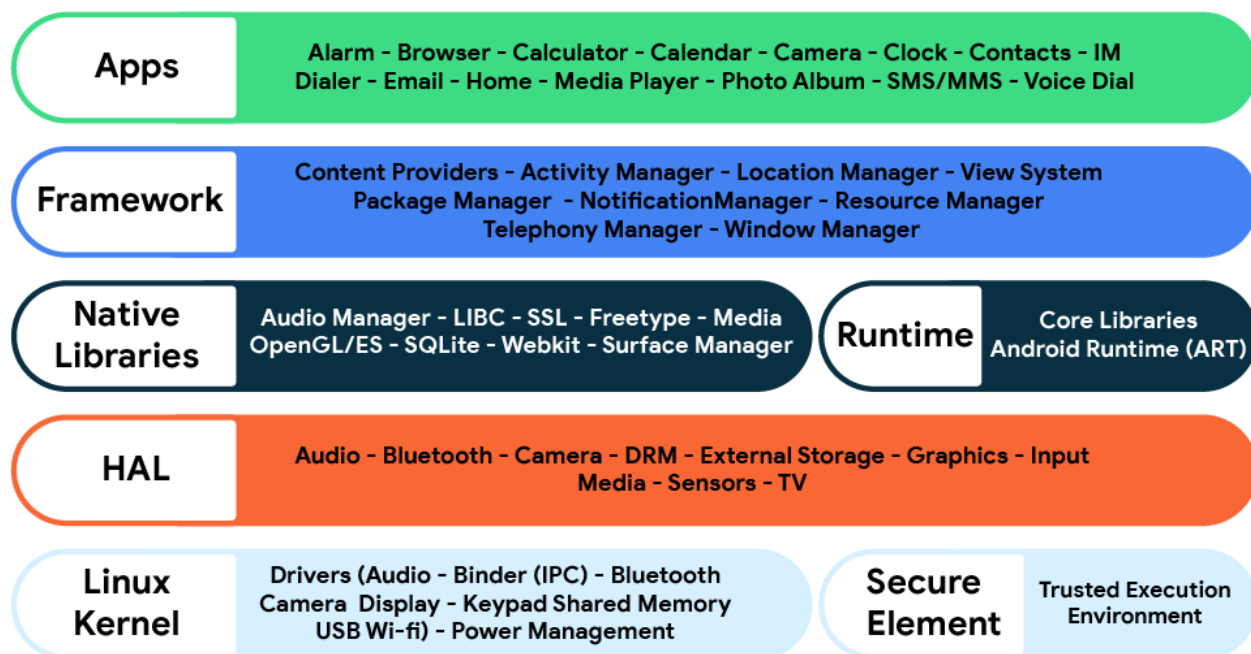 Apps
Alarm - Browser - Calculator - Calendar - Camera - Clock - Contacts - IM
Dialer - Email - Home - Media Player - Photo Album - SMS/MMS - Voice Dial
Framework
Content Providers - Activity Manager - Location Manager - View System
Package Manager  - NotificationManager - Resource Manager
Telephony Manager - Window Manager
Native
Libraries
Audio Manager - LIBC - SSL - Freetype - Media
OpenGL/ES - SQLite - Webkit - Surface Manager
Runtime
Core Libraries
Android Runtime (ART)
HAL
Audio - Bluetooth - Camera - DRM - External Storage - Graphics - Input
Media - Sensors - TV
Linux
Kernel
Drivers (Audio - Binder (IPC) - Bluetooth
Camera  Display - Keypad Shared Memory
USB Wi-fi) - Power Management
Secure
Element
Trusted Execution
Environment